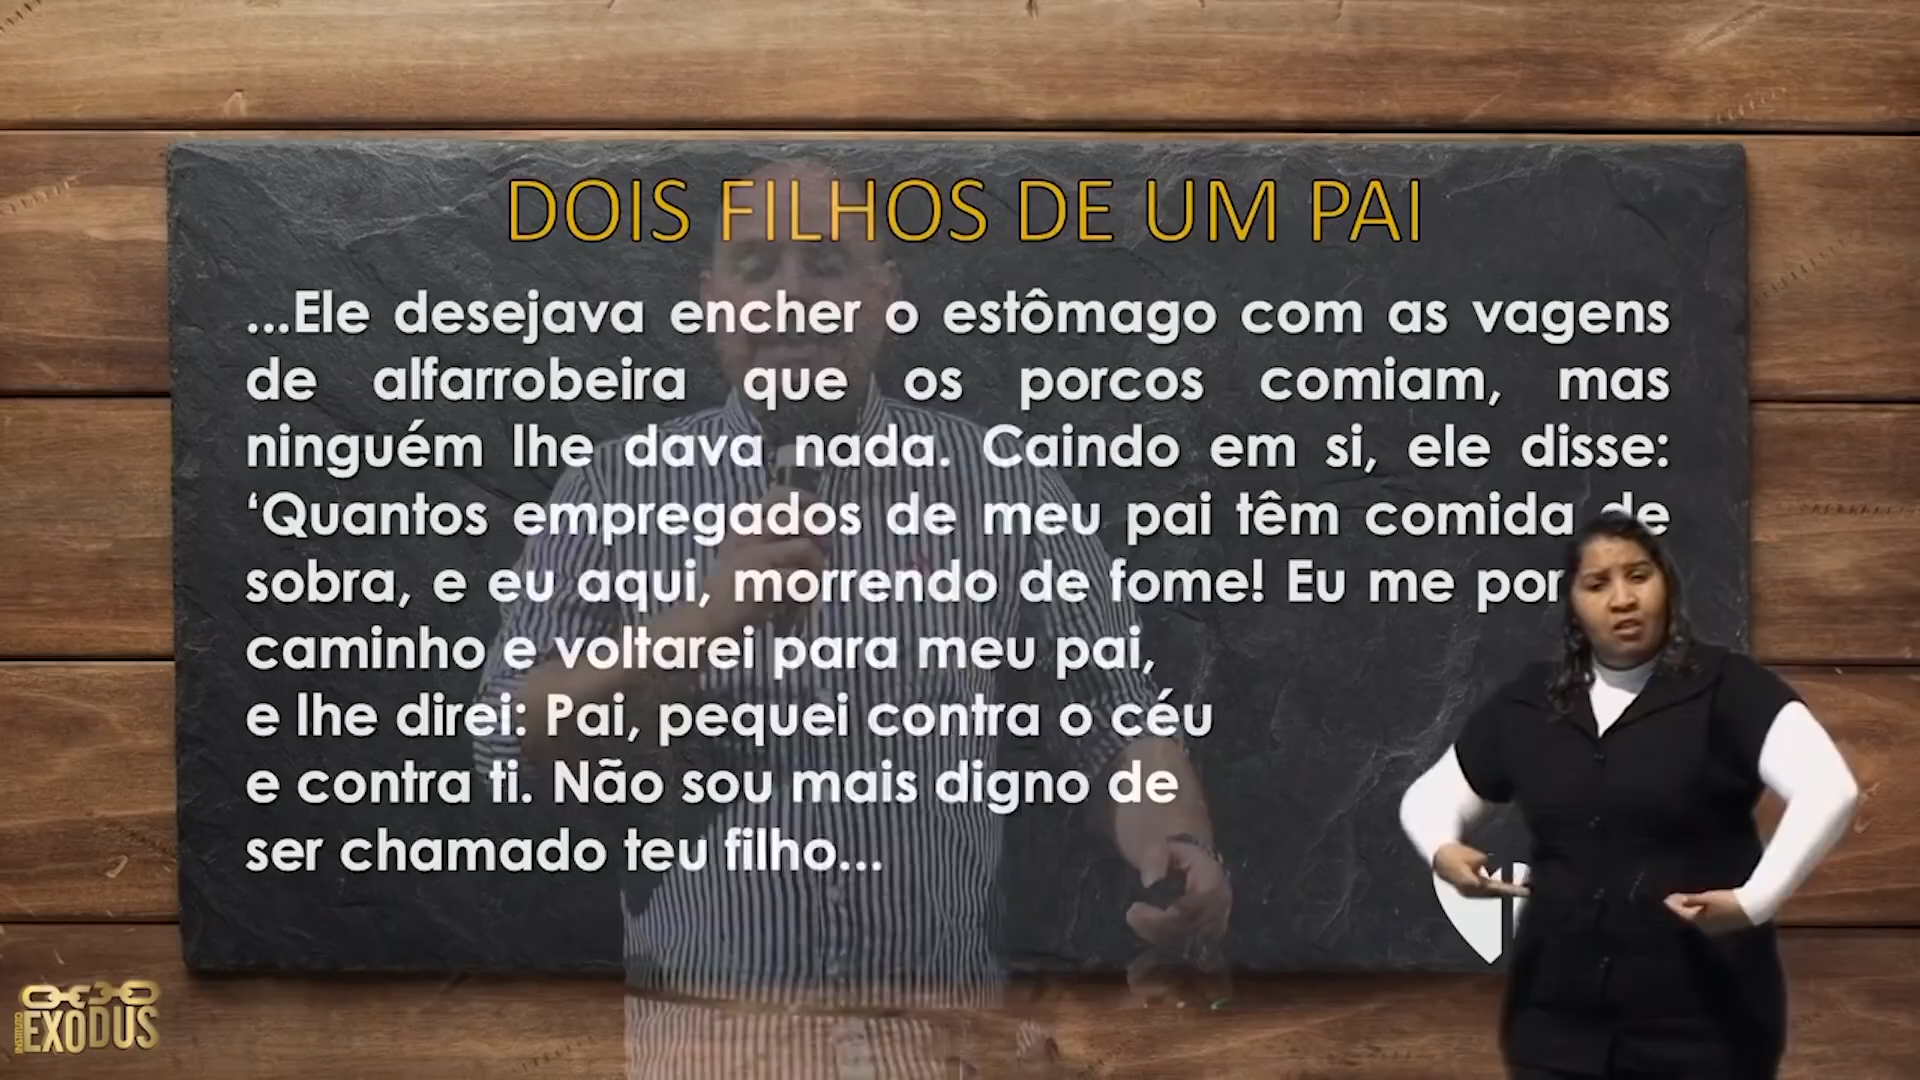 DOIS FILHOS DE UM PAI
...Ele desejava encher o estômago com as vagens
de alfarrobeira que os porcos comiam, mas
ninguém lhe dava nada. Caindo em si, ele disse:
‘Quantos empregados de meu pai têm comida de
sobra, e eu aqui, morrendo de fome! Eu me por
caminho e voltarei para meu pai,
e lhe direi: Pai, pequei contra o céu
e contra ti. Não sou mais digno de
ser chamado teu filho...
INSTITUTO
EXODUS